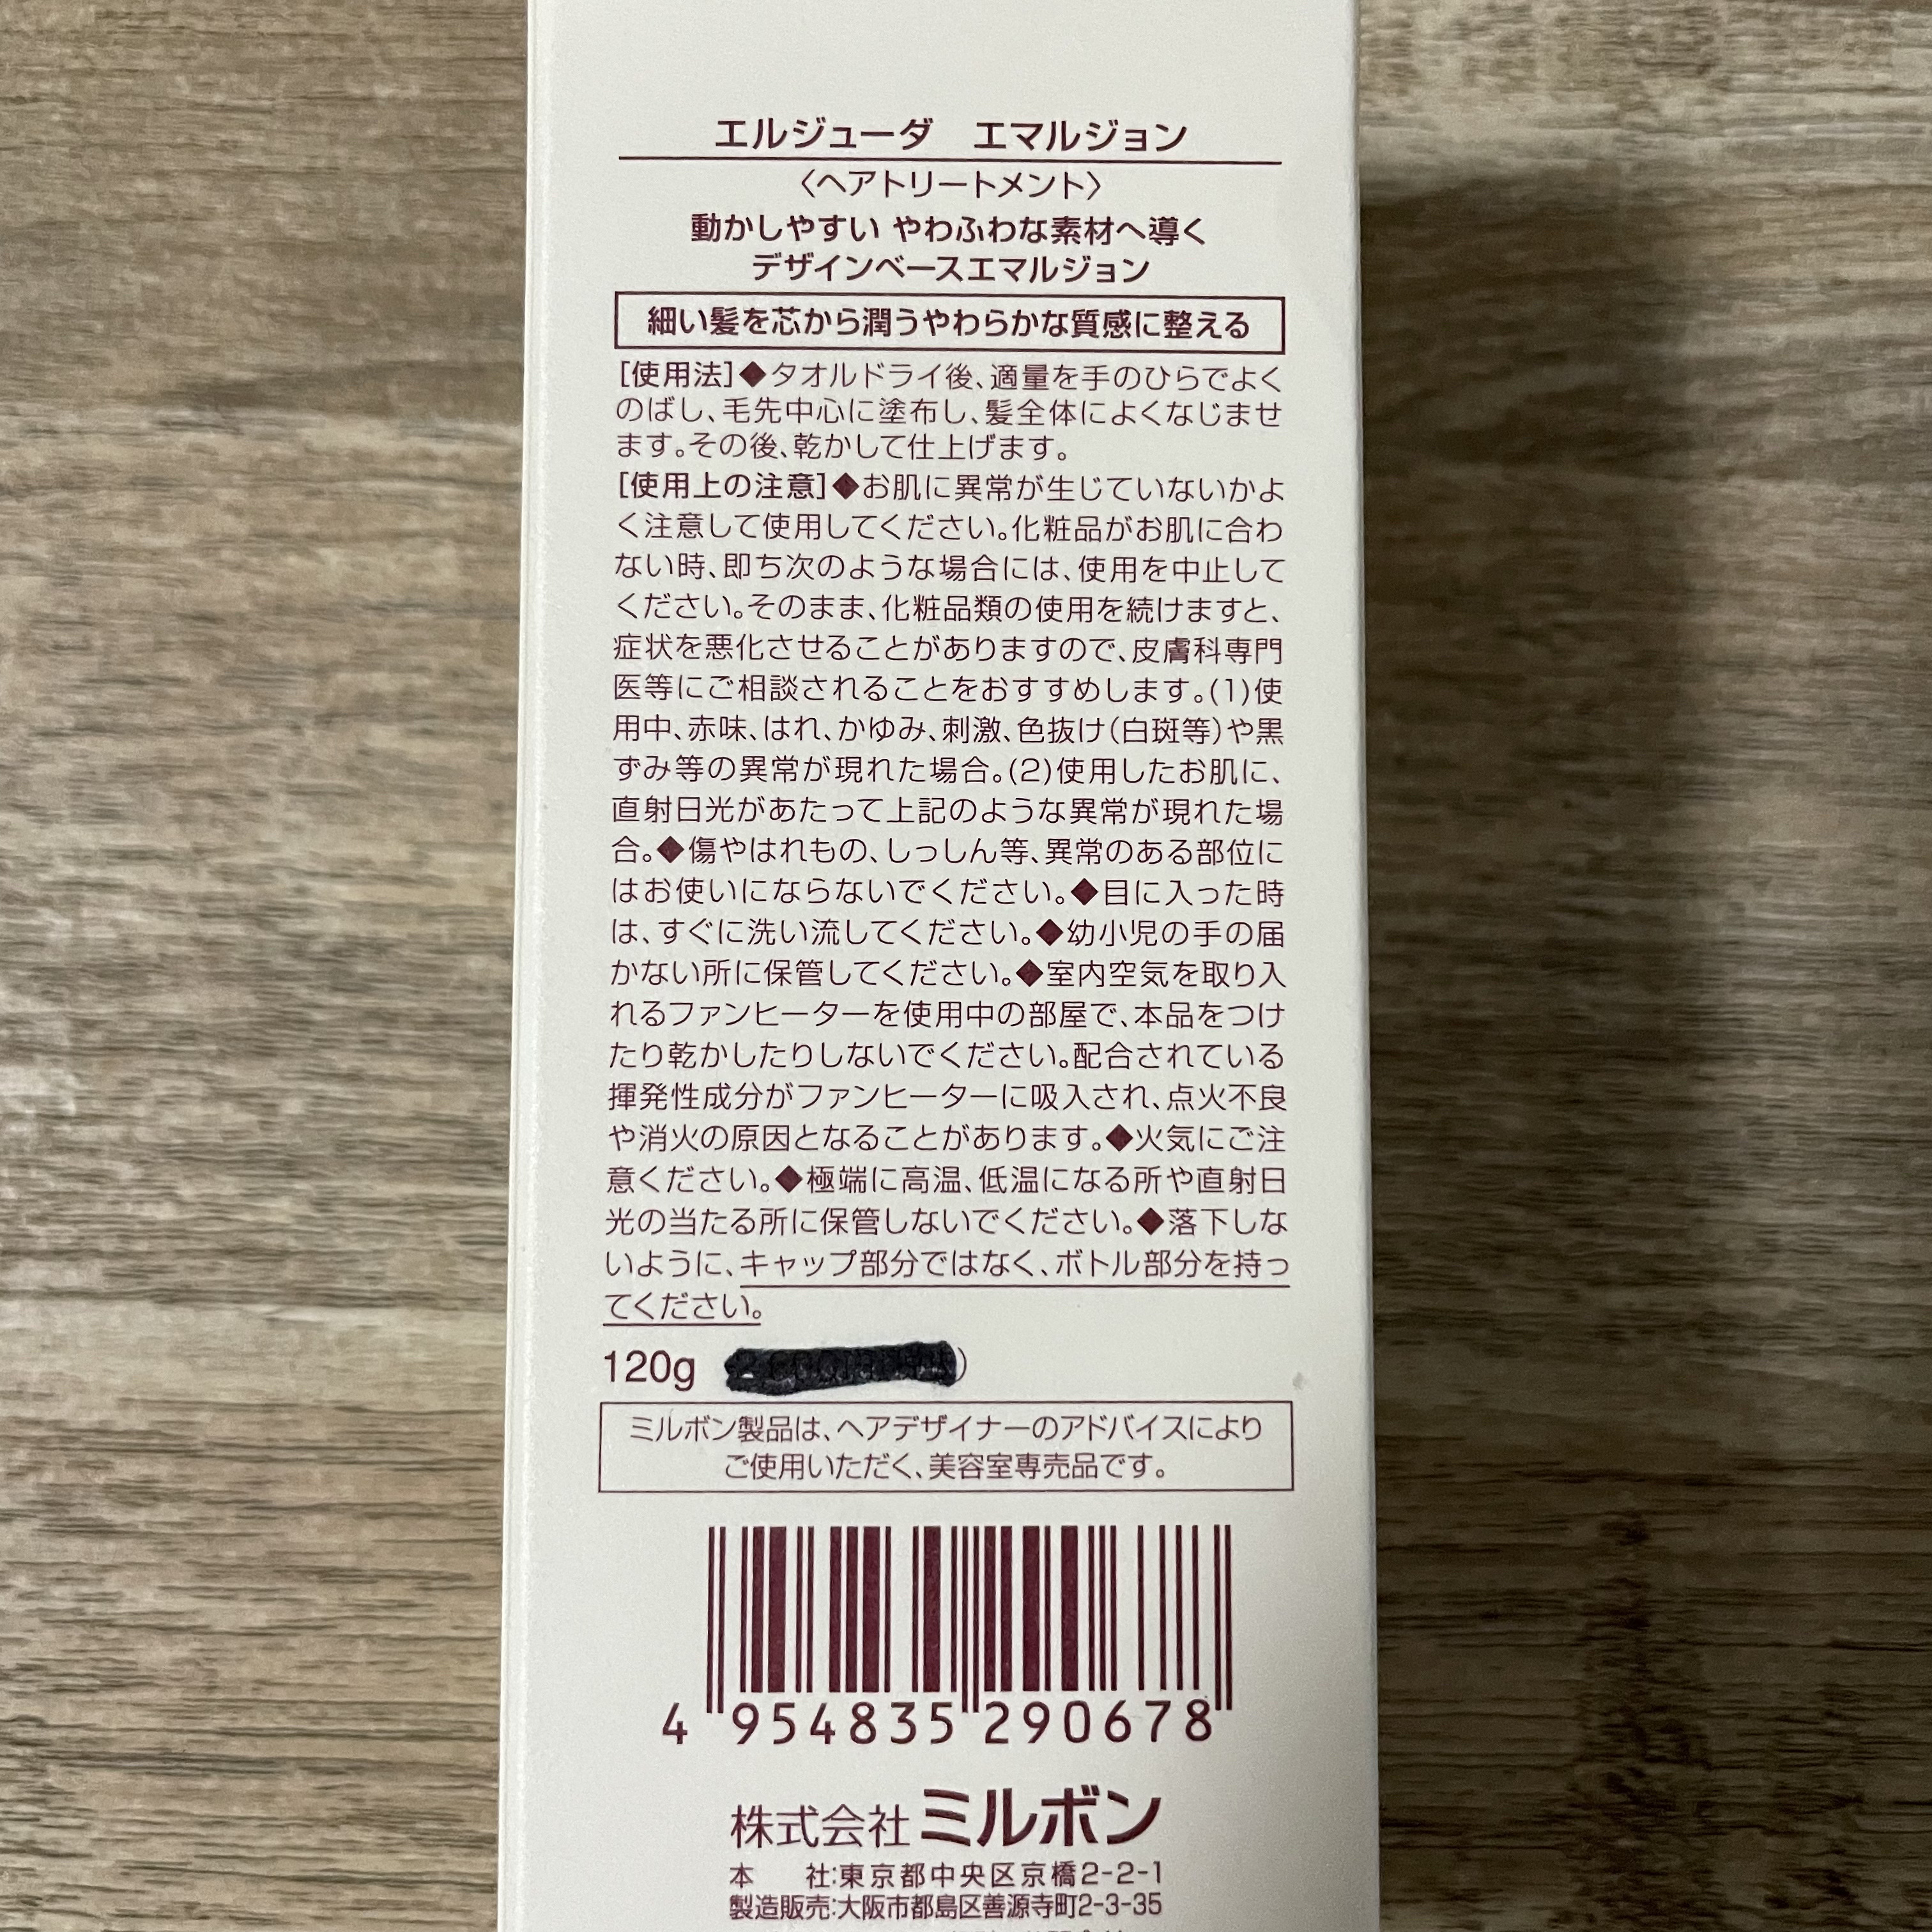 エルジューダ　エマルジョン
〈ヘアトリートメント〉
動かしやすい やわふわな素材へ導く
デザインベースエマルジョン
細い髪を芯から潤うやわらかな質感に整える
[使用法]◆タオルドライ後、適量を手のひらでよく
のばし、毛先中心に塗布し、髪全体によくなじませ
ます。その後、乾かして仕上げます。
[使用上の注意]◆お肌に異常が生じていないかよ
く注意して使用してください。化粧品がお肌に合わ
ない時、即ち次のような場合には、使用を中止して
ください。そのまま、化粧品類の使用を続けますと、
症状を悪化させることがありますので、皮膚科専門
医等にご相談されることをおすすめします。(1)使
用中、赤味、はれ、かゆみ、刺激、色抜け(白斑等)や黒
ずみ等の異常が現れた場合。(2)使用したお肌に、
直射日光があたって上記のような異常が現れた場
合。◆傷やはれもの、しっしん等、異常のある部位に
はお使いにならないでください。◆目に入った時
は、すぐに洗い流してください。◆幼小児の手の届
かない所に保管してください。◆室内空気を取り入
れるファンヒーターを使用中の部屋で、本品をつけ
たり乾かしたりしないでください。配合されている
揮発性成分がファンヒーターに吸入され、点火不良
や消火の原因となることがあります。◆火気にご注
意ください。◆極端に高温、低温になる所や直射日
光の当たる所に保管しないでください。◆落下しな
いように、キャップ部分ではなく、ボトル部分を持っ
てください。
120g
ミルボン製品は、ヘアデザイナーのアドバイスにより
ご使用いただく、美容室専売品です。
4 954835 290678
株式会社 ミルボン
本　　社:東京都中央区京橋2-2-1
製造販売:大阪市都島区善源寺町2-3-35